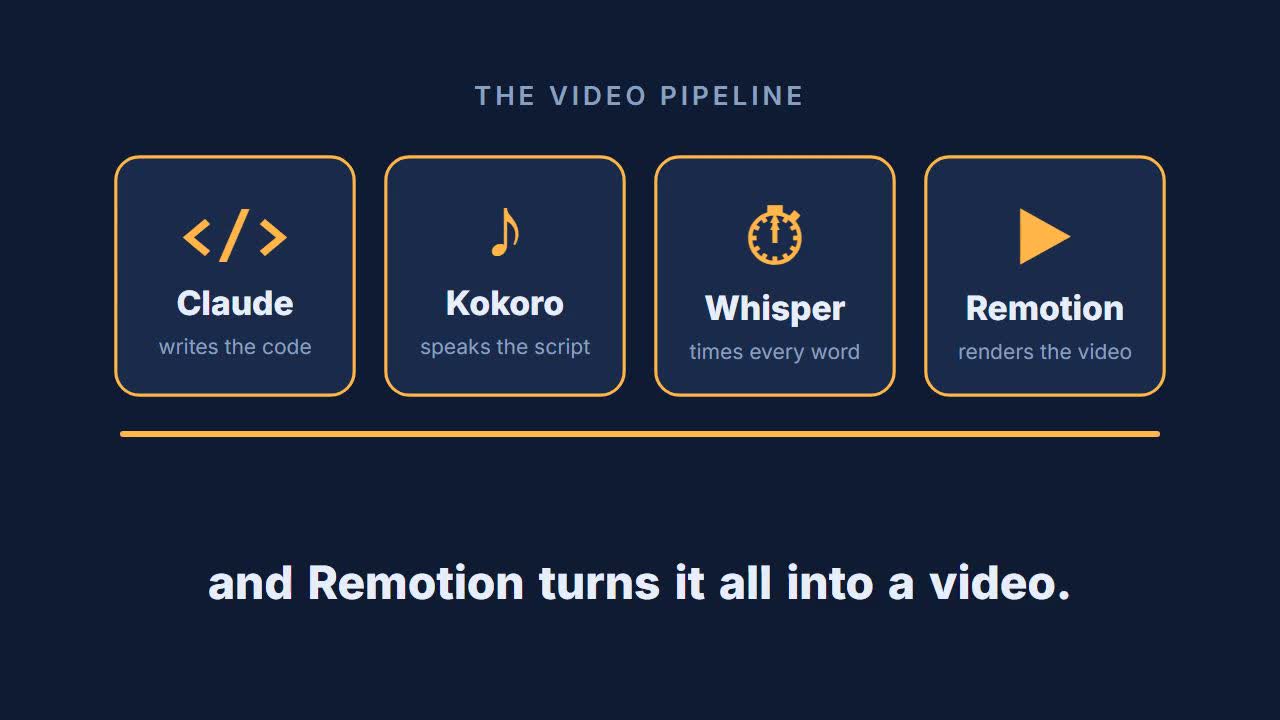 THE VIDEO PIPELINE
</>
Claude
writes the code
Kokoro
speaks the script
Whisper
times every word
Remotion
renders the video
and Remotion turns it all into a video.